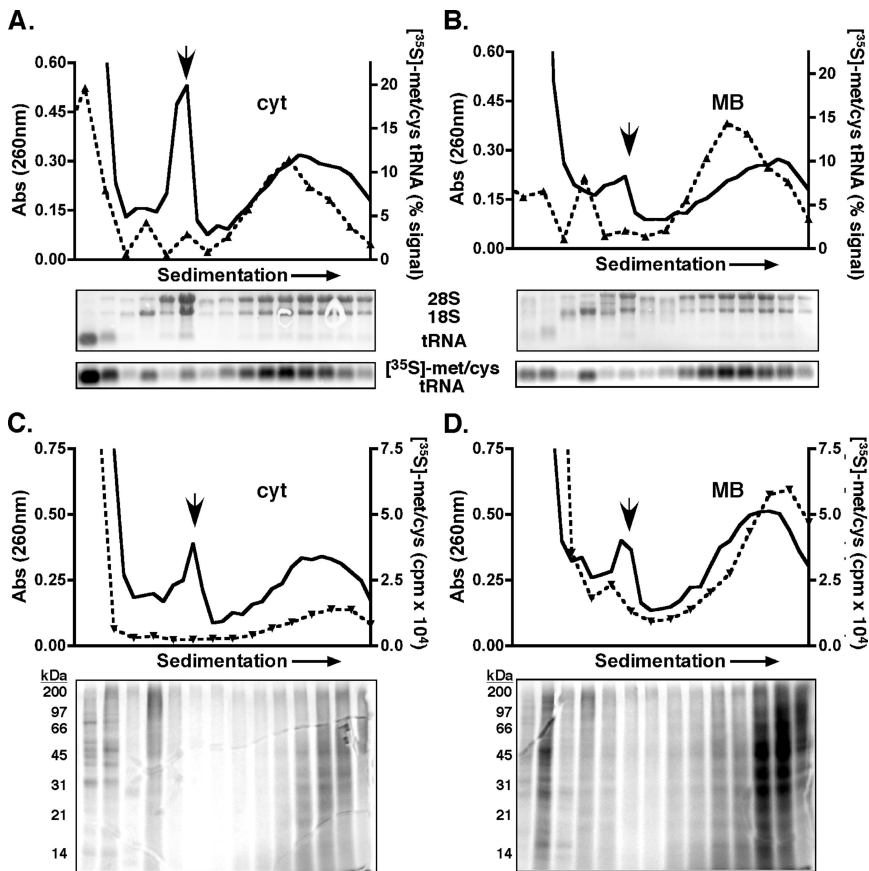 A.
0.60
0.45
0.30
0.15
0.00
Abs (260nm)
cyt
20
15
10
5
0
[³⁵S]-met/cys tRNA (% signal)
Sedimentation
B.
0.60
0.45
0.30
0.15
0.00
Abs (260nm)
MB
20
15
10
5
0
[³⁵S]-met/cys tRNA (% signal)
Sedimentation
28S
18S
tRNA
[³⁵S]-met/cys
tRNA
C.
0.75
0.50
0.25
0.00
Abs (260nm)
cyt
7.5
5.0
2.5
0.0
[³⁵S]-met/cys (cpm x 10⁴)
Sedimentation
kDa
200
97
66
45
31
21
14
D.
0.75
0.50
0.25
0.00
Abs (260nm)
MB
7.5
5.0
2.5
0.0
[³⁵S]-met/cys (cpm x 10⁴)
Sedimentation
kDa
200
97
66
45
31
21
14